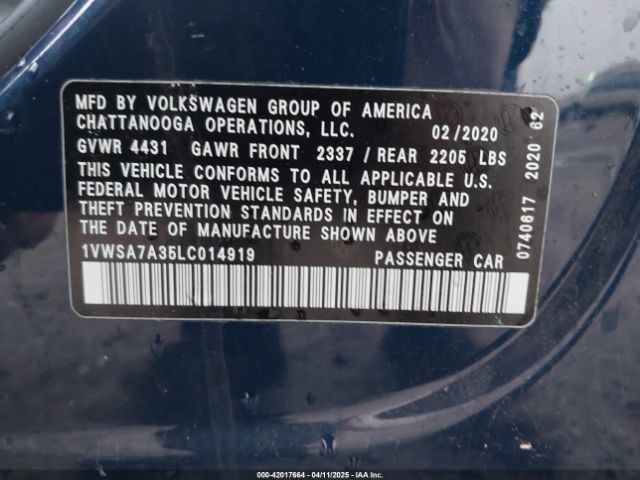 MFD BY VOLKSWAGEN GROUP OF AMERICA
CHATTANOOGA OPERATIONS, LLC. 02/2020
GVWR 4431 GAWR FRONT 2337 / REAR 2205 LBS
THIS VEHICLE CONFORMS TO ALL APPLICABLE U.S.
FEDERAL MOTOR VEHICLE SAFETY, BUMPER AND
THEFT PREVENTION STANDARDS IN EFFECT ON
THE DATE OF MANUFACTURE SHOWN ABOVE
1VWSA7A35LC014919 PASSENGER CAR
0740617 2020 62
000-42017664 - 04/11/2025 - IAAI.COM